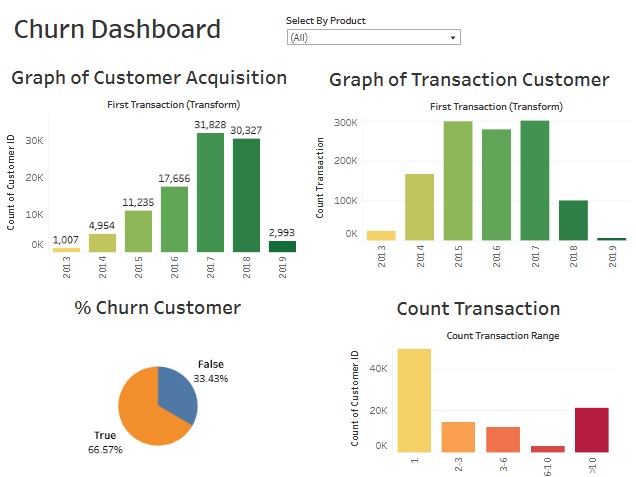 Churn Dashboard
Select By Product
(All)
Graph of Customer Acquisition
First Transaction (Transform)
Count of Customer ID
30K
20K
10K
0K
1,007
4,954
11,235
17,656
31,828
30,327
2,993
2013
2014
2015
2016
2017
2018
2019
Graph of Transaction Customer
First Transaction (Transform)
Count Transaction
300K
200K
100K
0K
2013
2014
2015
2016
2017
2018
2019
% Churn Customer
False
33.43%
True
66.57%
Count Transaction
Count Transaction Range
Count of Customer ID
40K
20K
0K
1
2-3
3-6
6-10
>10